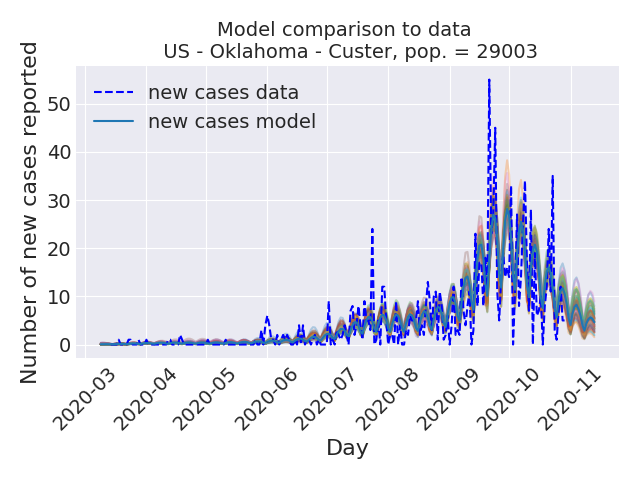 Model comparison to data
US - Oklahoma - Custer, pop. = 29003
new cases data
new cases model
Number of new cases reported
50
40
30
20
10
0
2020-03
2020-04
2020-05
2020-06
2020-07
2020-08
2020-09
2020-10
2020-11
Day